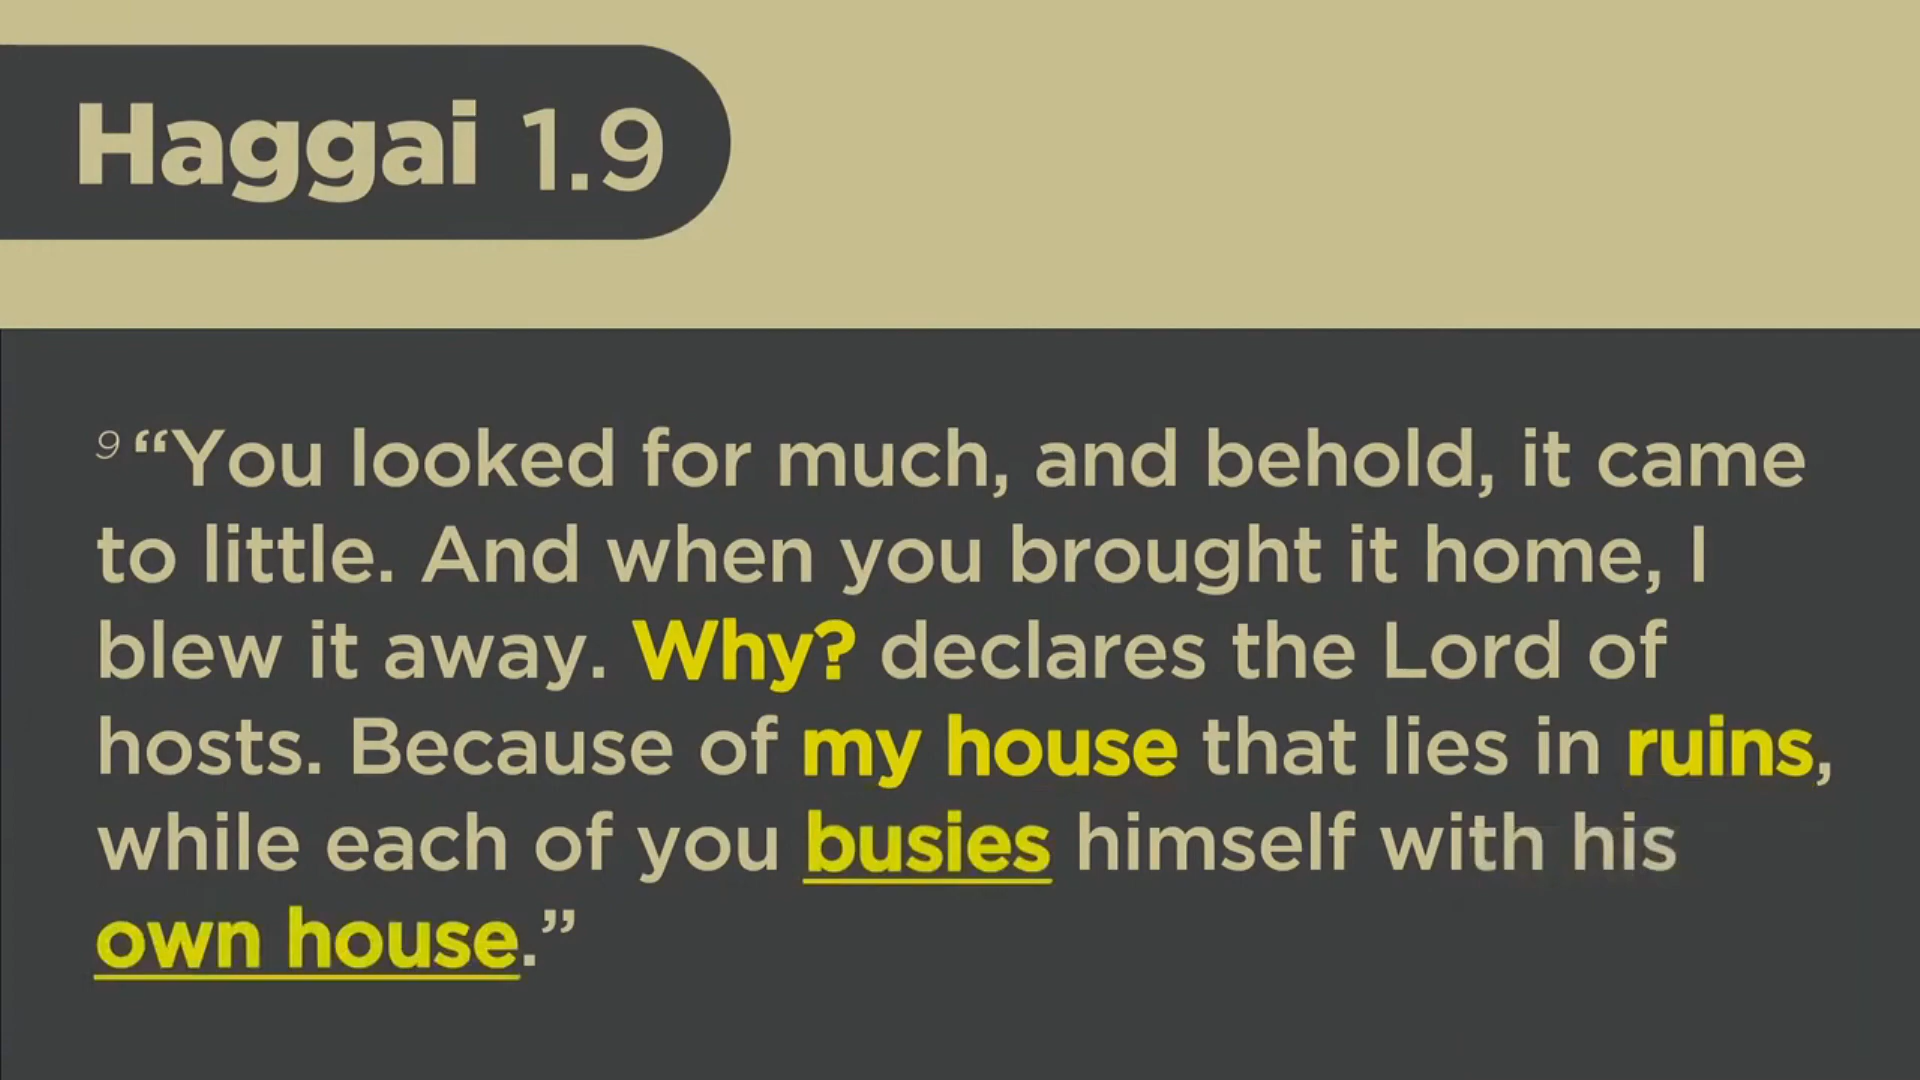 Haggai 1.9
9 “You looked for much, and behold, it came
to little. And when you brought it home, I
blew it away. Why? declares the Lord of
hosts. Because of my house that lies in ruins,
while each of you busies himself with his
own house.”